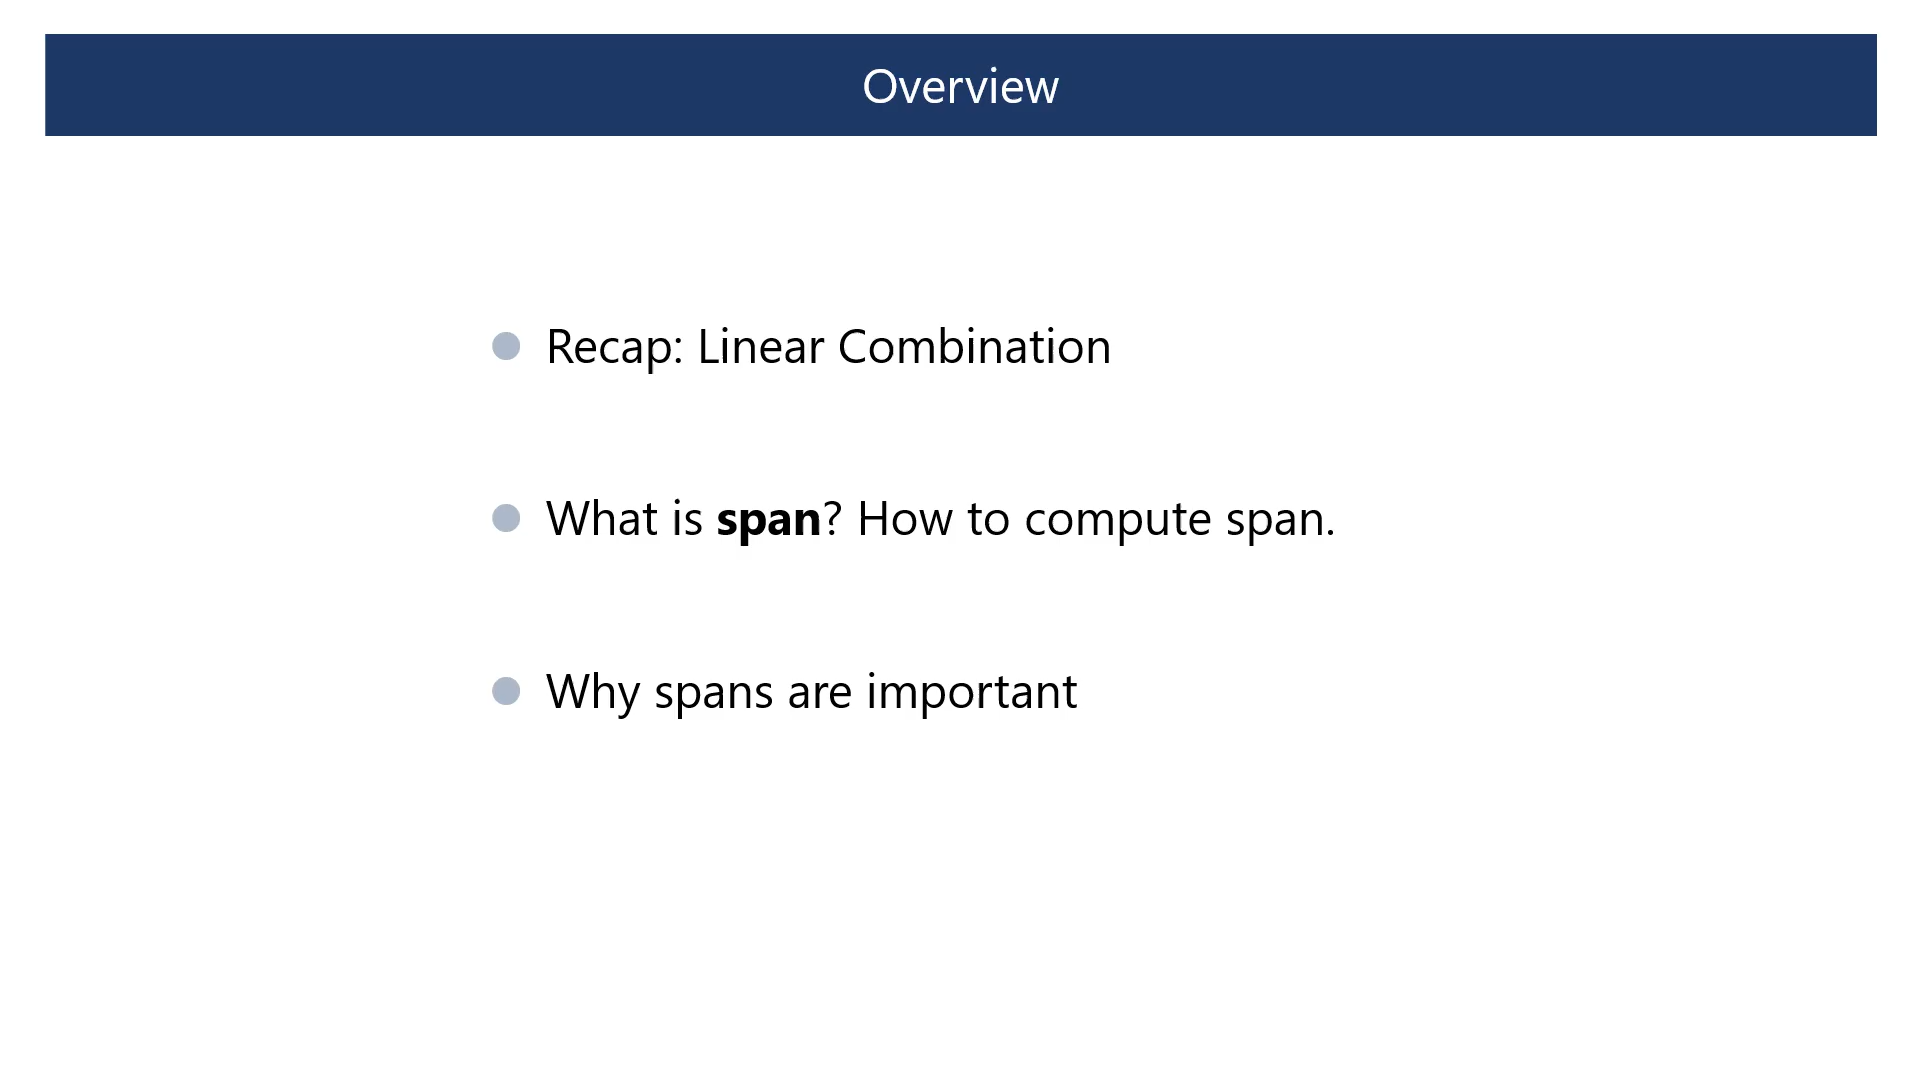 Overview
Recap: Linear Combination
What is span? How to compute span.
Why spans are important